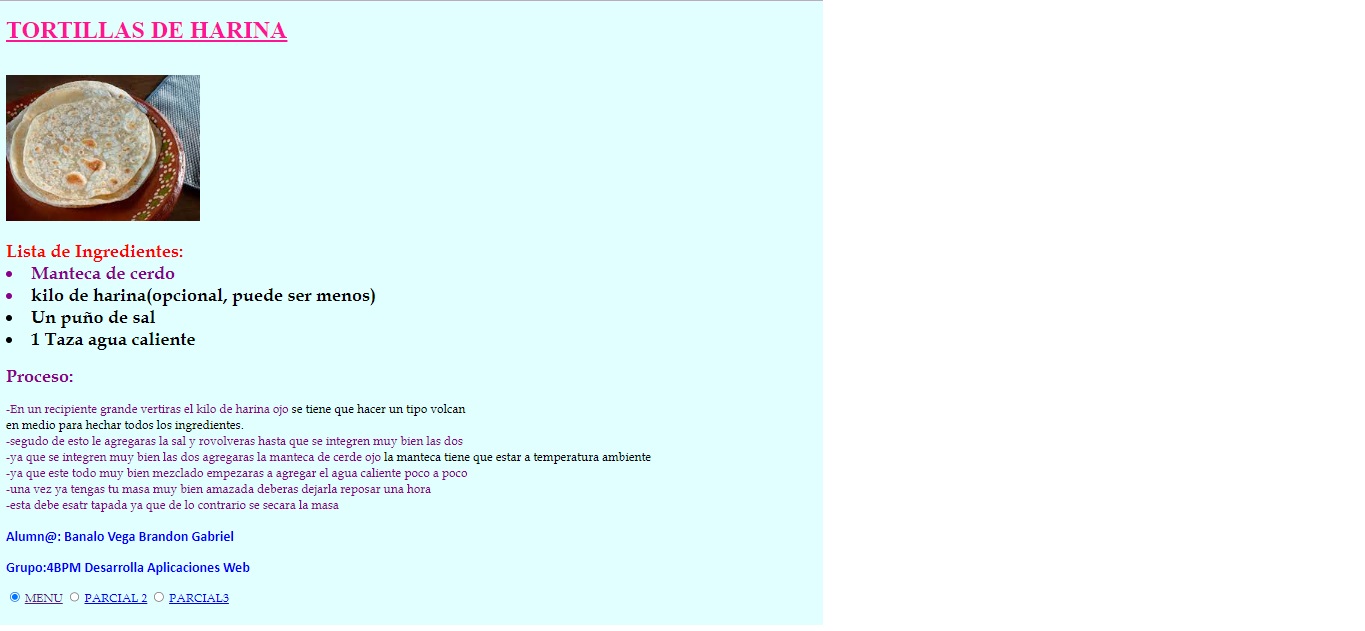 TORTILLAS DE HARINA
Lista de Ingredientes:
• Manteca de cerdo
• kilo de harina(opcional, puede ser menos)
• Un puño de sal
• 1 Taza agua caliente
Proceso:
-En un recipiente grande vertiras el kilo de harina ojo se tiene que hacer un tipo volcan
en medio para hechar todos los ingredientes.
-segudo de esto le agregaras la sal y rovolveras hasta que se integren muy bien las dos
-ya que se integren muy bien las dos agregaras la manteca de cerde ojo la manteca tiene que estar a temperatura ambiente
-ya que este todo muy bien mezclado empezaras a agregar el agua caliente poco a poco
-una vez ya tengas tu masa muy bien amazada deberas dejarla reposar una hora
-esta debe esatr tapada ya que de lo contrario se secara la masa
Alumn@: Banalo Vega Brandon Gabriel
Grupo:4BPM Desarrolla Aplicaciones Web
MENU PARCIAL 2 PARCIAL3